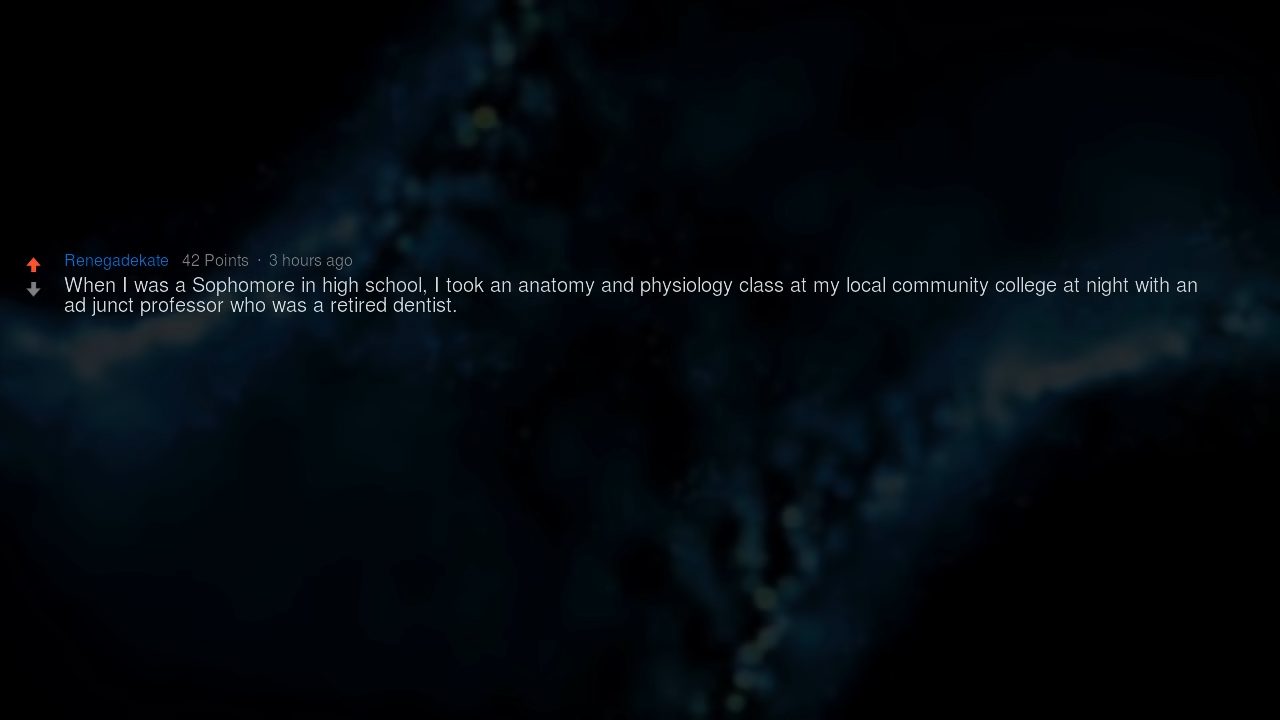 Renegadekate 42 Points · 3 hours ago
When I was a Sophomore in high school, I took an anatomy and physiology class at my local community college at night with an
ad junct professor who was a retired dentist.